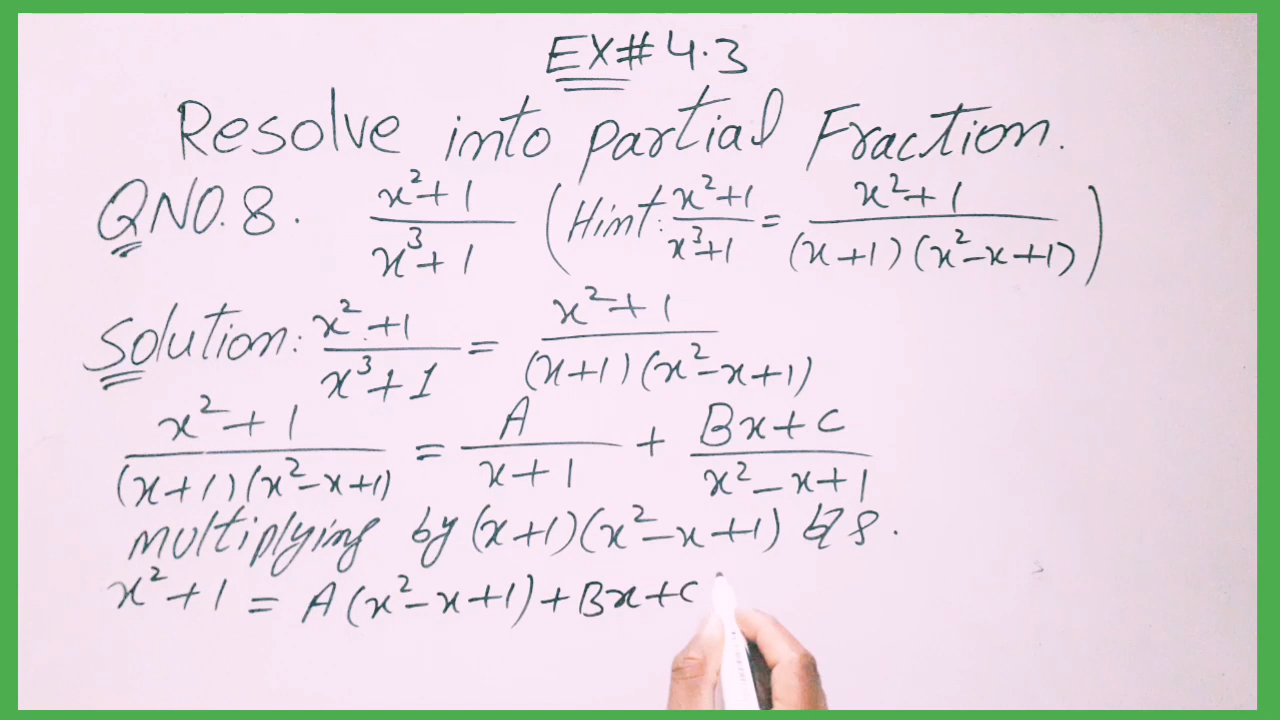 EX# 4.3
Resolve into Partial Fraction.
QNO.8. x²+1/x³+1 (Hint: x²+1/x³+1 = x²+1/(x+1)(x²-x+1))
Solution: x²+1/x³+1 = x²+1/(x+1)(x²-x+1)
x²+1/(x+1)(x²-x+1) = A/x+1 + Bx+C/x²-x+1
multiplying by (x+1)(x²-x+1)
x²+1 = A(x²-x+1)+Bx+C